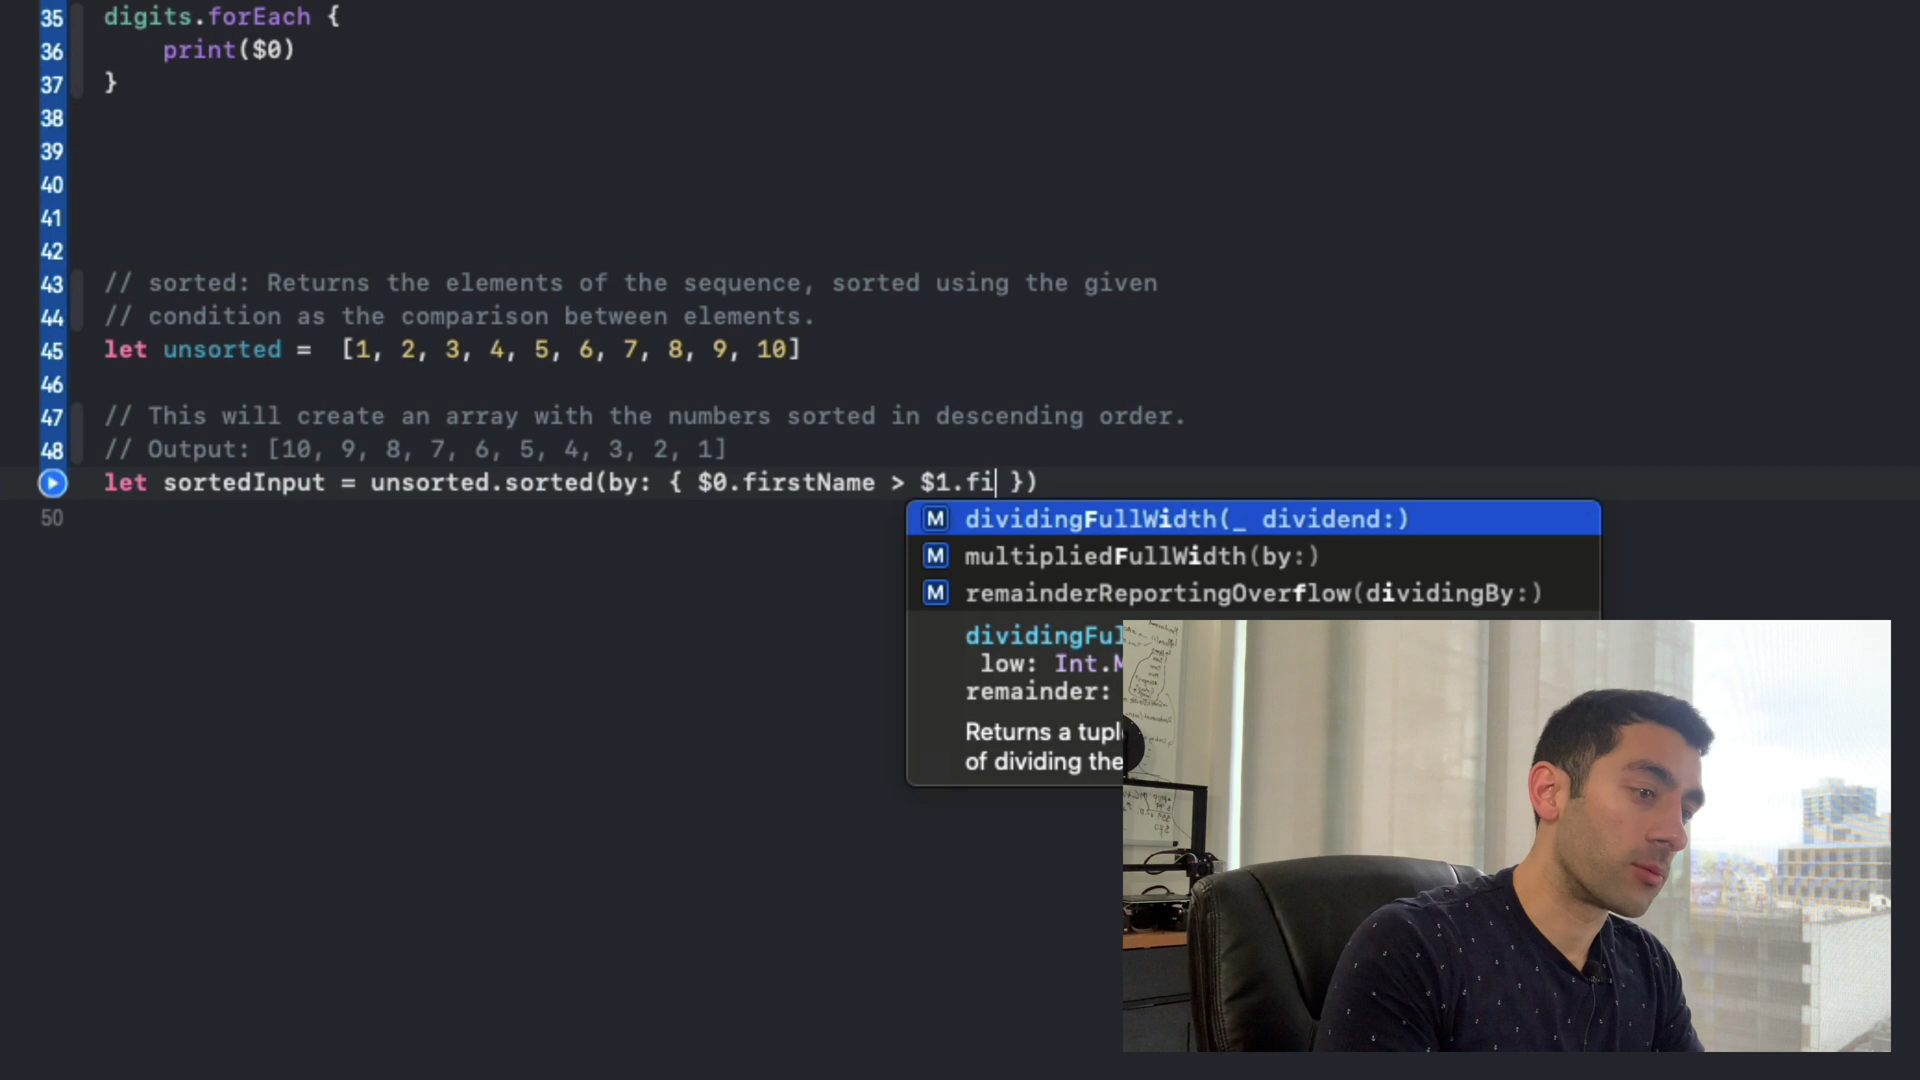 35 digits.forEach {
36 print($0)
37 }
38
39
40
41
42
43 // sorted: Returns the elements of the sequence, sorted using the given
44 // condition as the comparison between elements.
45 let unsorted = [1, 2, 3, 4, 5, 6, 7, 8, 9, 10]
46
47 // This will create an array with the numbers sorted in descending order.
48 // Output: [10, 9, 8, 7, 6, 5, 4, 3, 2, 1]
let sortedInput = unsorted.sorted(by: { $0.firstName > $1.fi })
50
M dividingFullWidth(_ dividend:)
M multipliedFullWidth(by:)
M remainderReportingOverflow(dividingBy:)
dividingFul
low: Int.M
remainder:
Returns a tupl
of dividing the